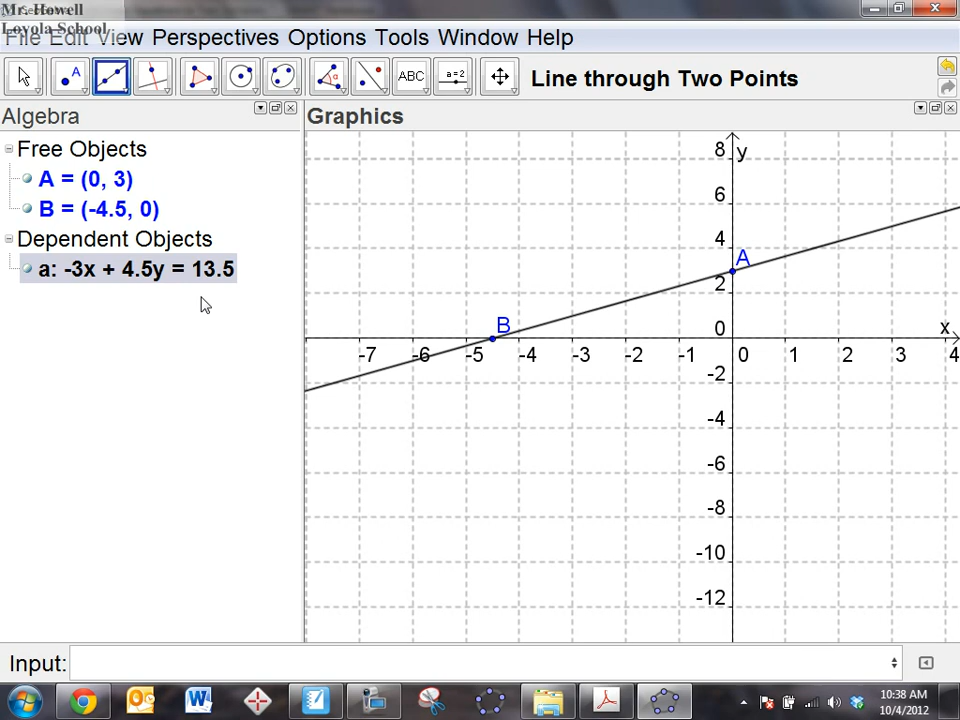 Mr. Howell
Loyola School
File Edit View Perspectives Options Tools Window Help
A
ABC
a=2
α
Line through Two Points
Algebra
Graphics
Free Objects
A = (0, 3)
B = (-4.5, 0)
Dependent Objects
a: -3x + 4.5y = 13.5
8
y
6
4
A
2
B
0
x
-7 -6 -5 -4 -3 -2 -1 0 1 2 3 4
-2
-4
-6
-8
-10
-12
Input:
10:38 AM
10/4/2012